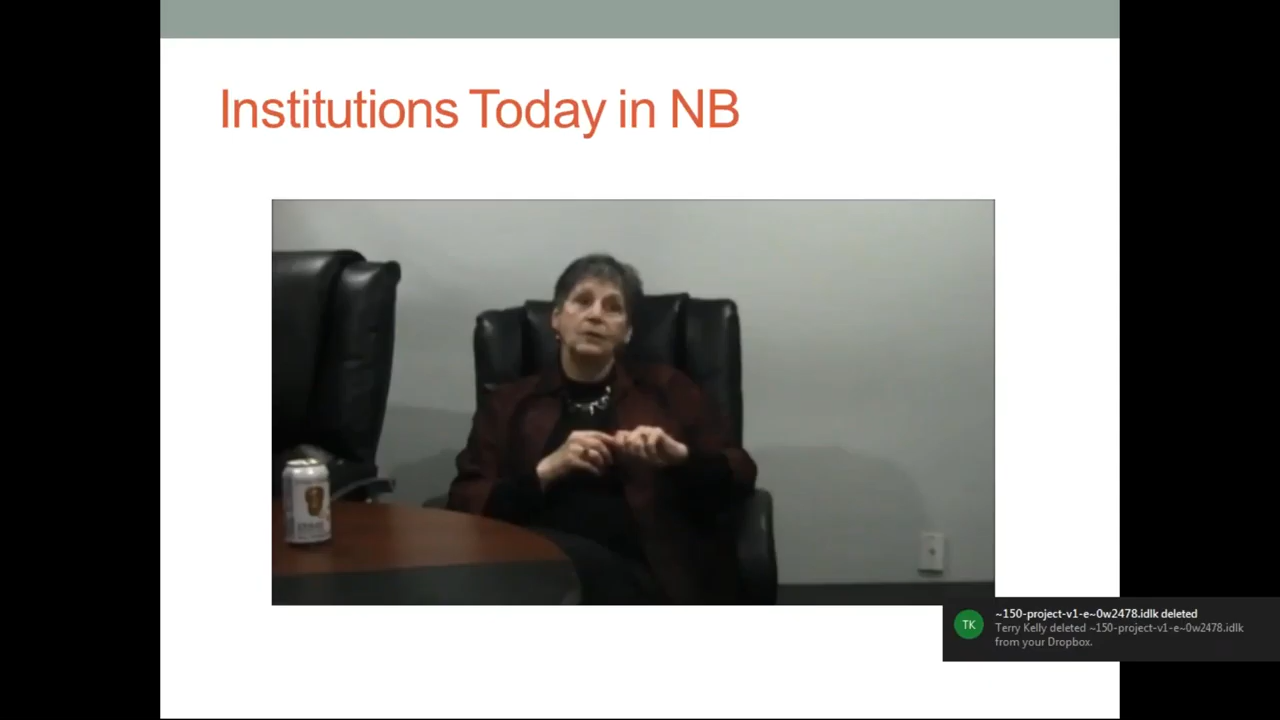 Institutions Today in NB
TK
~150-project-v1-e~0w2478.idlk deleted
Terry Kelly deleted ~150-project-v1-e~0w2478.idlk
from your Dropbox.